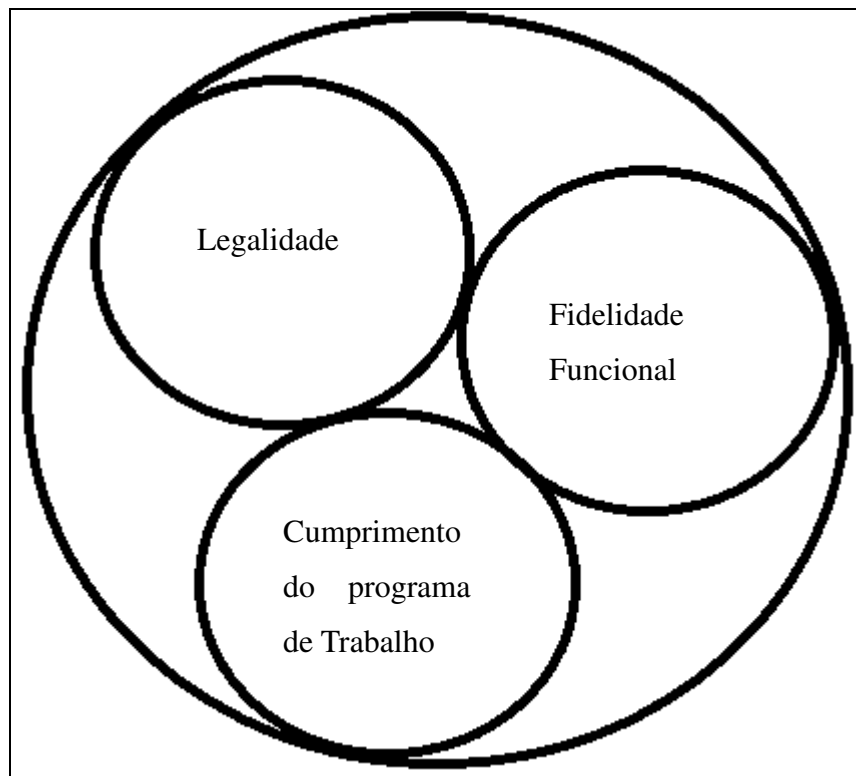 Legalidade
Fidelidade
Funcional
Cumprimento
do programa
de Trabalho